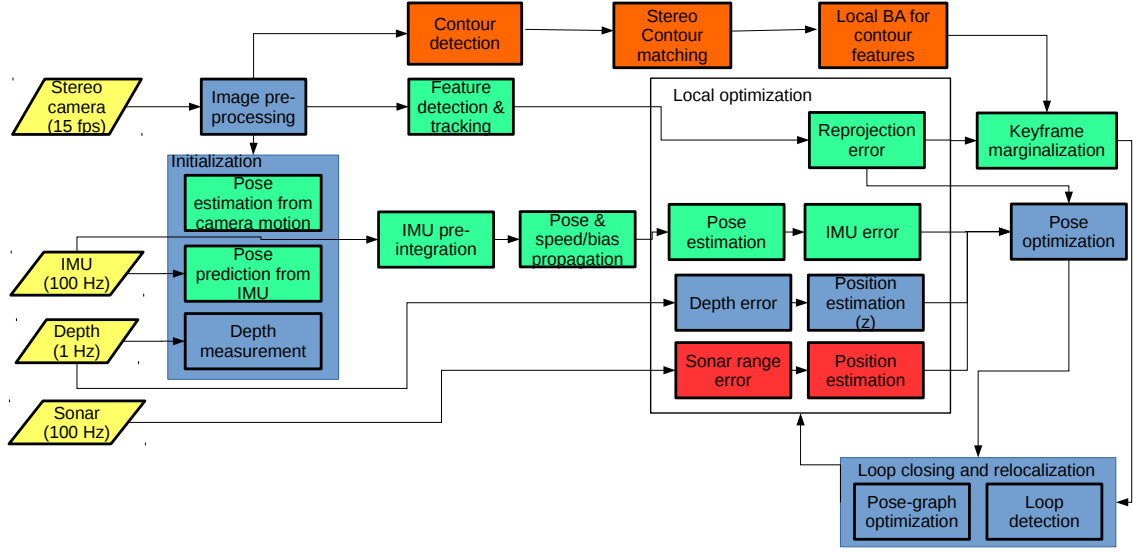 Contour
detection
Stereo
Contour
matching
Local BA for
contour
features
Stereo
camera
(15 fps)
Image pre-
processing
Feature
detection &
tracking
Local optimization
Reprojection
error
Keyframe
marginalization
Initialization
Pose
estimation from
camera motion
IMU pre-
integration
Pose &
speed/bias
propagation
Pose
estimation
IMU error
Pose
optimization
IMU
(100 Hz)
Pose
prediction from
IMU
Depth error
Position
estimation
(z)
Depth
(1 Hz)
Depth
measurement
Sonar range
error
Position
estimation
Sonar
(100 Hz)
Loop closing and relocalization
Pose-graph
optimization
Loop
detection